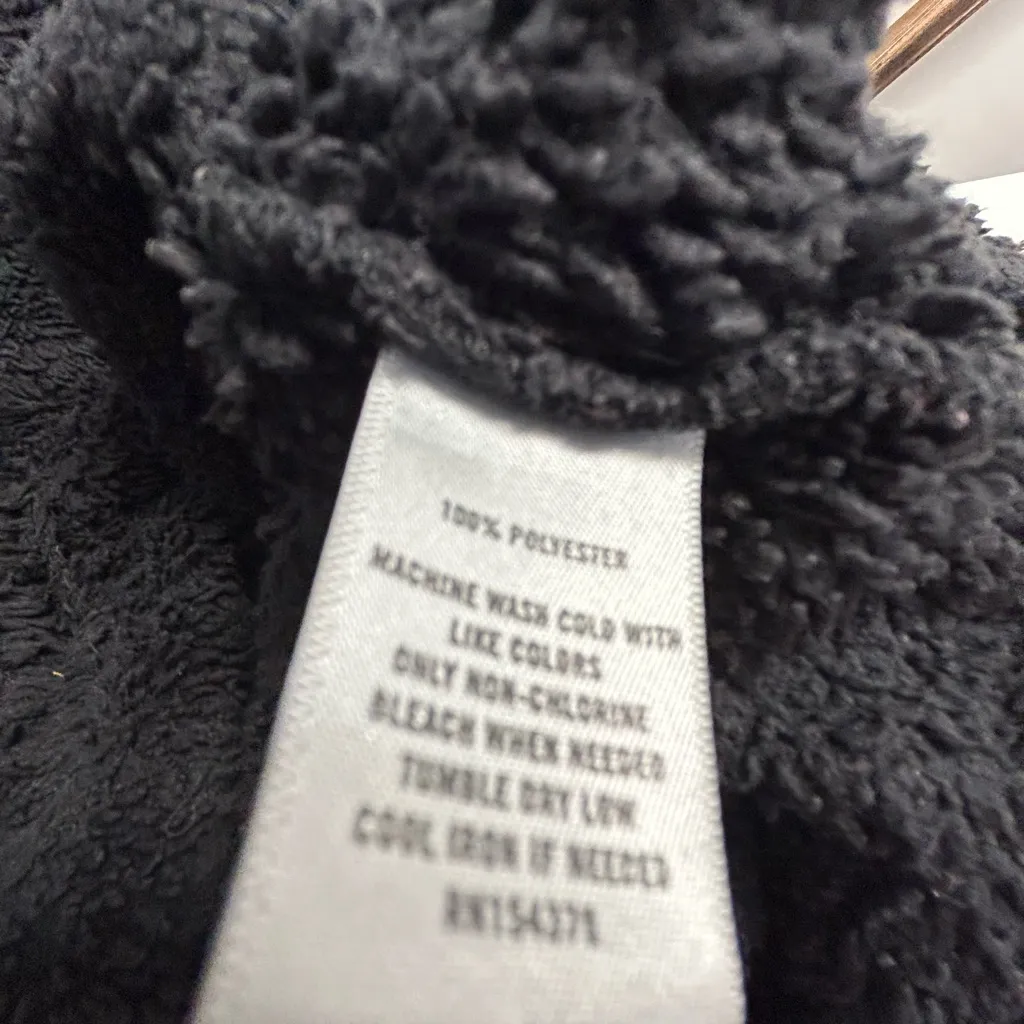 100% POLYESTER
MACHINE WASH COLD WITH
LIKE COLORS
ONLY NON-CHLORINE
BLEACH WHEN NEEDED
TUMBLE DRY LOW
COOL IRON IF NEEDED